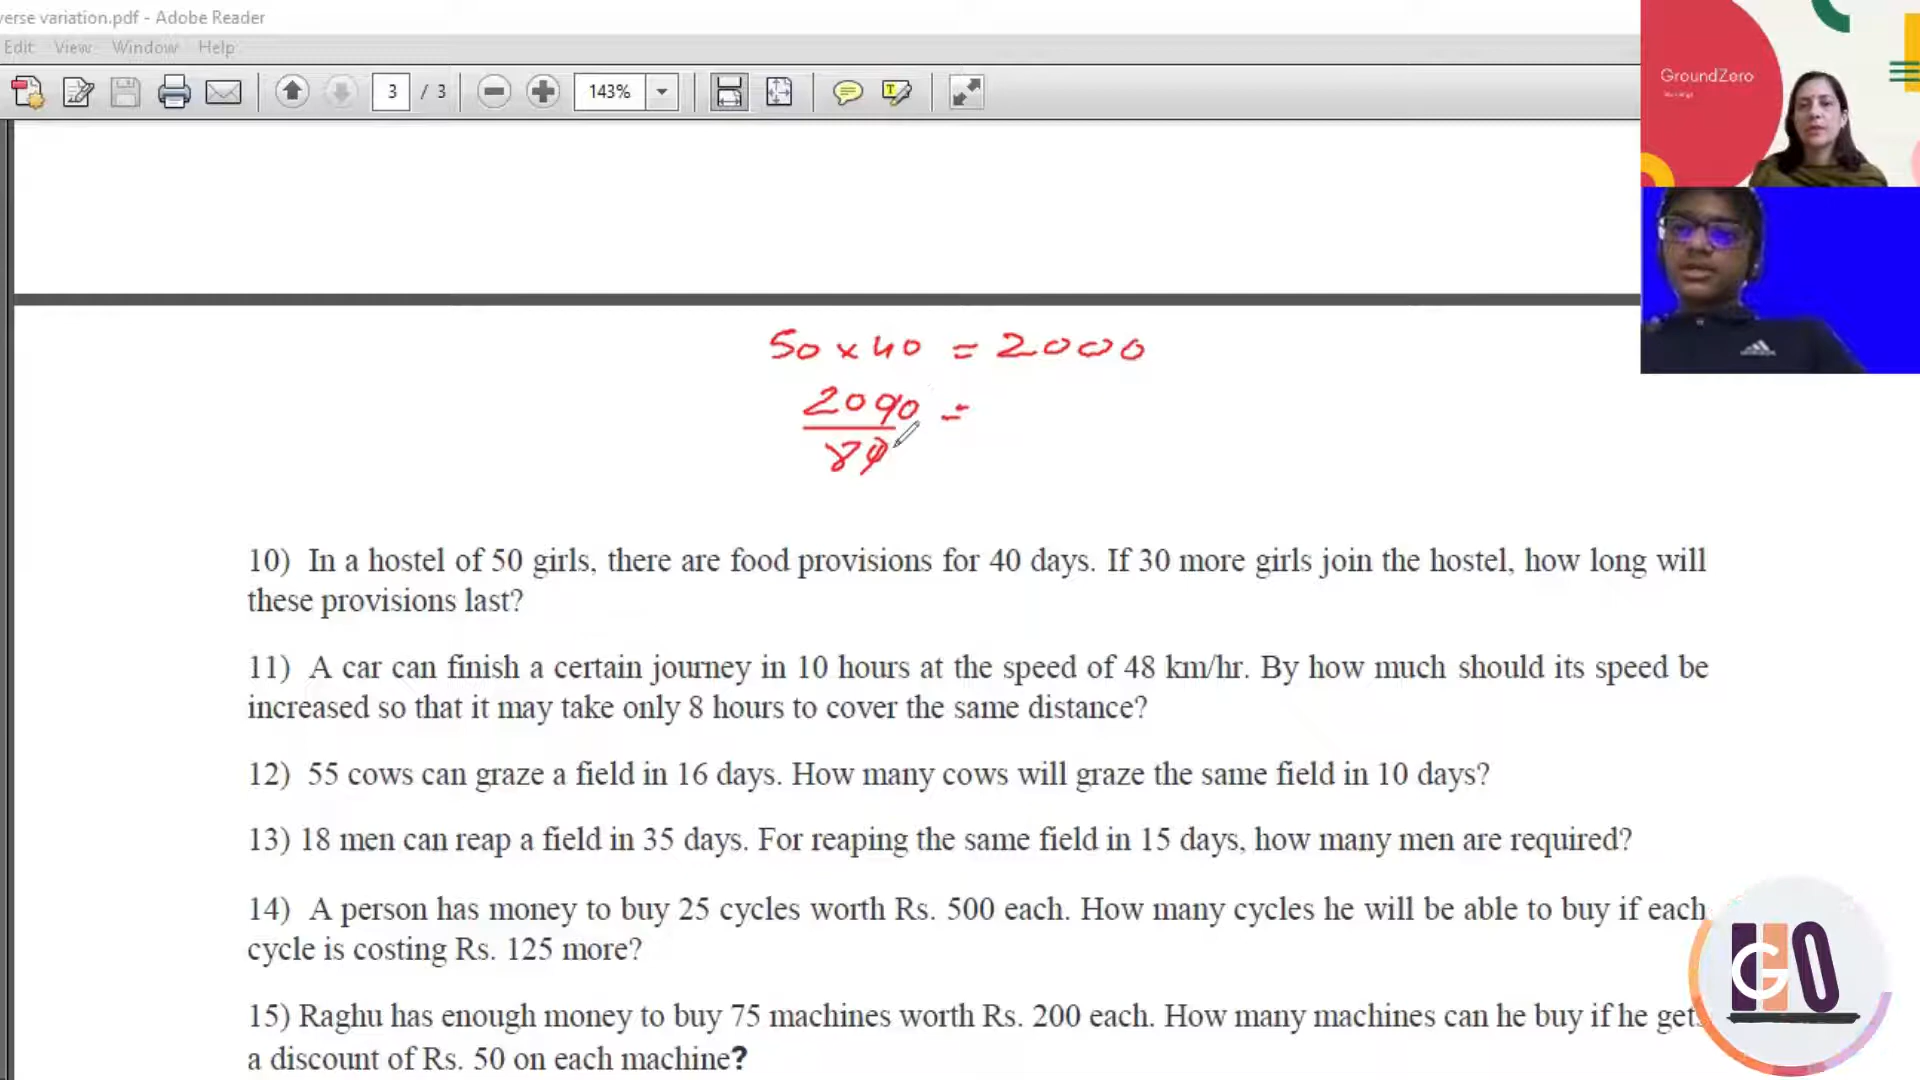 verse variation.pdf - Adobe Reader
Edit View Window Help
3 / 3 143%
GroundZero
50 × 40 = 2000
2000 =
80
10) In a hostel of 50 girls, there are food provisions for 40 days. If 30 more girls join the hostel, how long will
these provisions last?
11) A car can finish a certain journey in 10 hours at the speed of 48 km/hr. By how much should its speed be
increased so that it may take only 8 hours to cover the same distance?
12) 55 cows can graze a field in 16 days. How many cows will graze the same field in 10 days?
13) 18 men can reap a field in 35 days. For reaping the same field in 15 days, how many men are required?
14) A person has money to buy 25 cycles worth Rs. 500 each. How many cycles he will be able to buy if each
cycle is costing Rs. 125 more?
15) Raghu has enough money to buy 75 machines worth Rs. 200 each. How many machines can he buy if he gets
a discount of Rs. 50 on each machine?